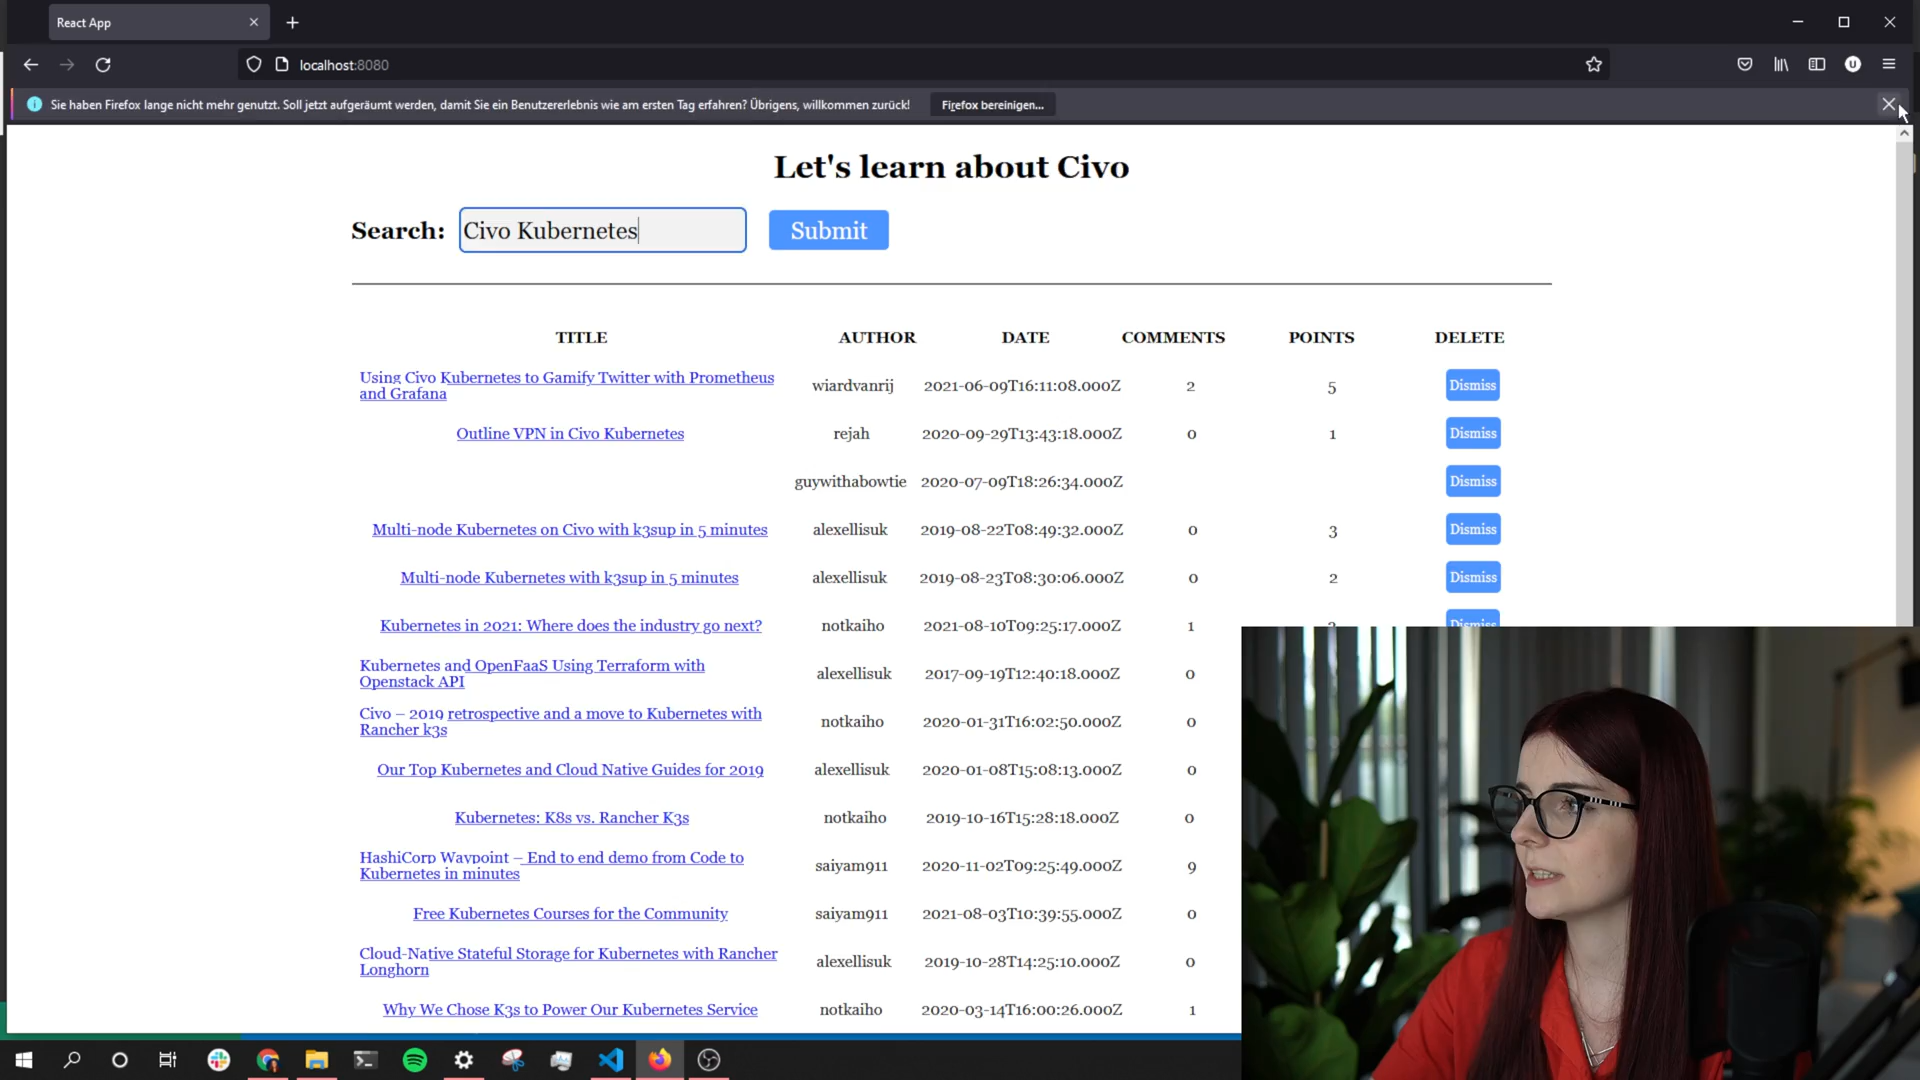 React App
localhost:8080
Sie haben Firefox lange nicht mehr genutzt. Soll jetzt aufgeräumt werden, damit Sie ein Benutzererlebnis wie am ersten Tag erfahren? Übrigens, willkommen zurück! Firefox bereinigen...
Let's learn about Civo
Search: Civo Kubernetes Submit
TITLE AUTHOR DATE COMMENTS POINTS DELETE
Using Civo Kubernetes to Gamify Twitter with Prometheus
and Grafana
wiardvanrij 2021-06-09T16:11:08.000Z 2 5 Dismiss
Outline VPN in Civo Kubernetes rejah 2020-09-29T13:43:18.000Z 0 1 Dismiss
guywithabowtie 2020-07-09T18:26:34.000Z Dismiss
Multi-node Kubernetes on Civo with k3sup in 5 minutes alexellisuk 2019-08-22T08:49:32.000Z 0 3 Dismiss
Multi-node Kubernetes with k3sup in 5 minutes alexellisuk 2019-08-23T08:30:06.000Z 0 2 Dismiss
Kubernetes in 2021: Where does the industry go next? notkaiho 2021-08-10T09:25:17.000Z 1 Dismiss
Kubernetes and OpenFaaS Using Terraform with
Openstack API
alexellisuk 2017-09-19T12:40:18.000Z 0
Civo – 2019 retrospective and a move to Kubernetes with
Rancher k3s
notkaiho 2020-01-31T16:02:50.000Z 0
Our Top Kubernetes and Cloud Native Guides for 2019 alexellisuk 2020-01-08T15:08:13.000Z 0
Kubernetes: K8s vs. Rancher K3s notkaiho 2019-10-16T15:28:18.000Z 0
HashiCorp Waypoint – End to end demo from Code to
Kubernetes in minutes
saiyam911 2020-11-02T09:25:49.000Z 9
Free Kubernetes Courses for the Community saiyam911 2021-08-03T10:39:55.000Z 0
Cloud-Native Stateful Storage for Kubernetes with Rancher
Longhorn
alexellisuk 2019-10-28T14:25:10.000Z 0
Why We Chose K3s to Power Our Kubernetes Service notkaiho 2020-03-14T16:00:26.000Z 1